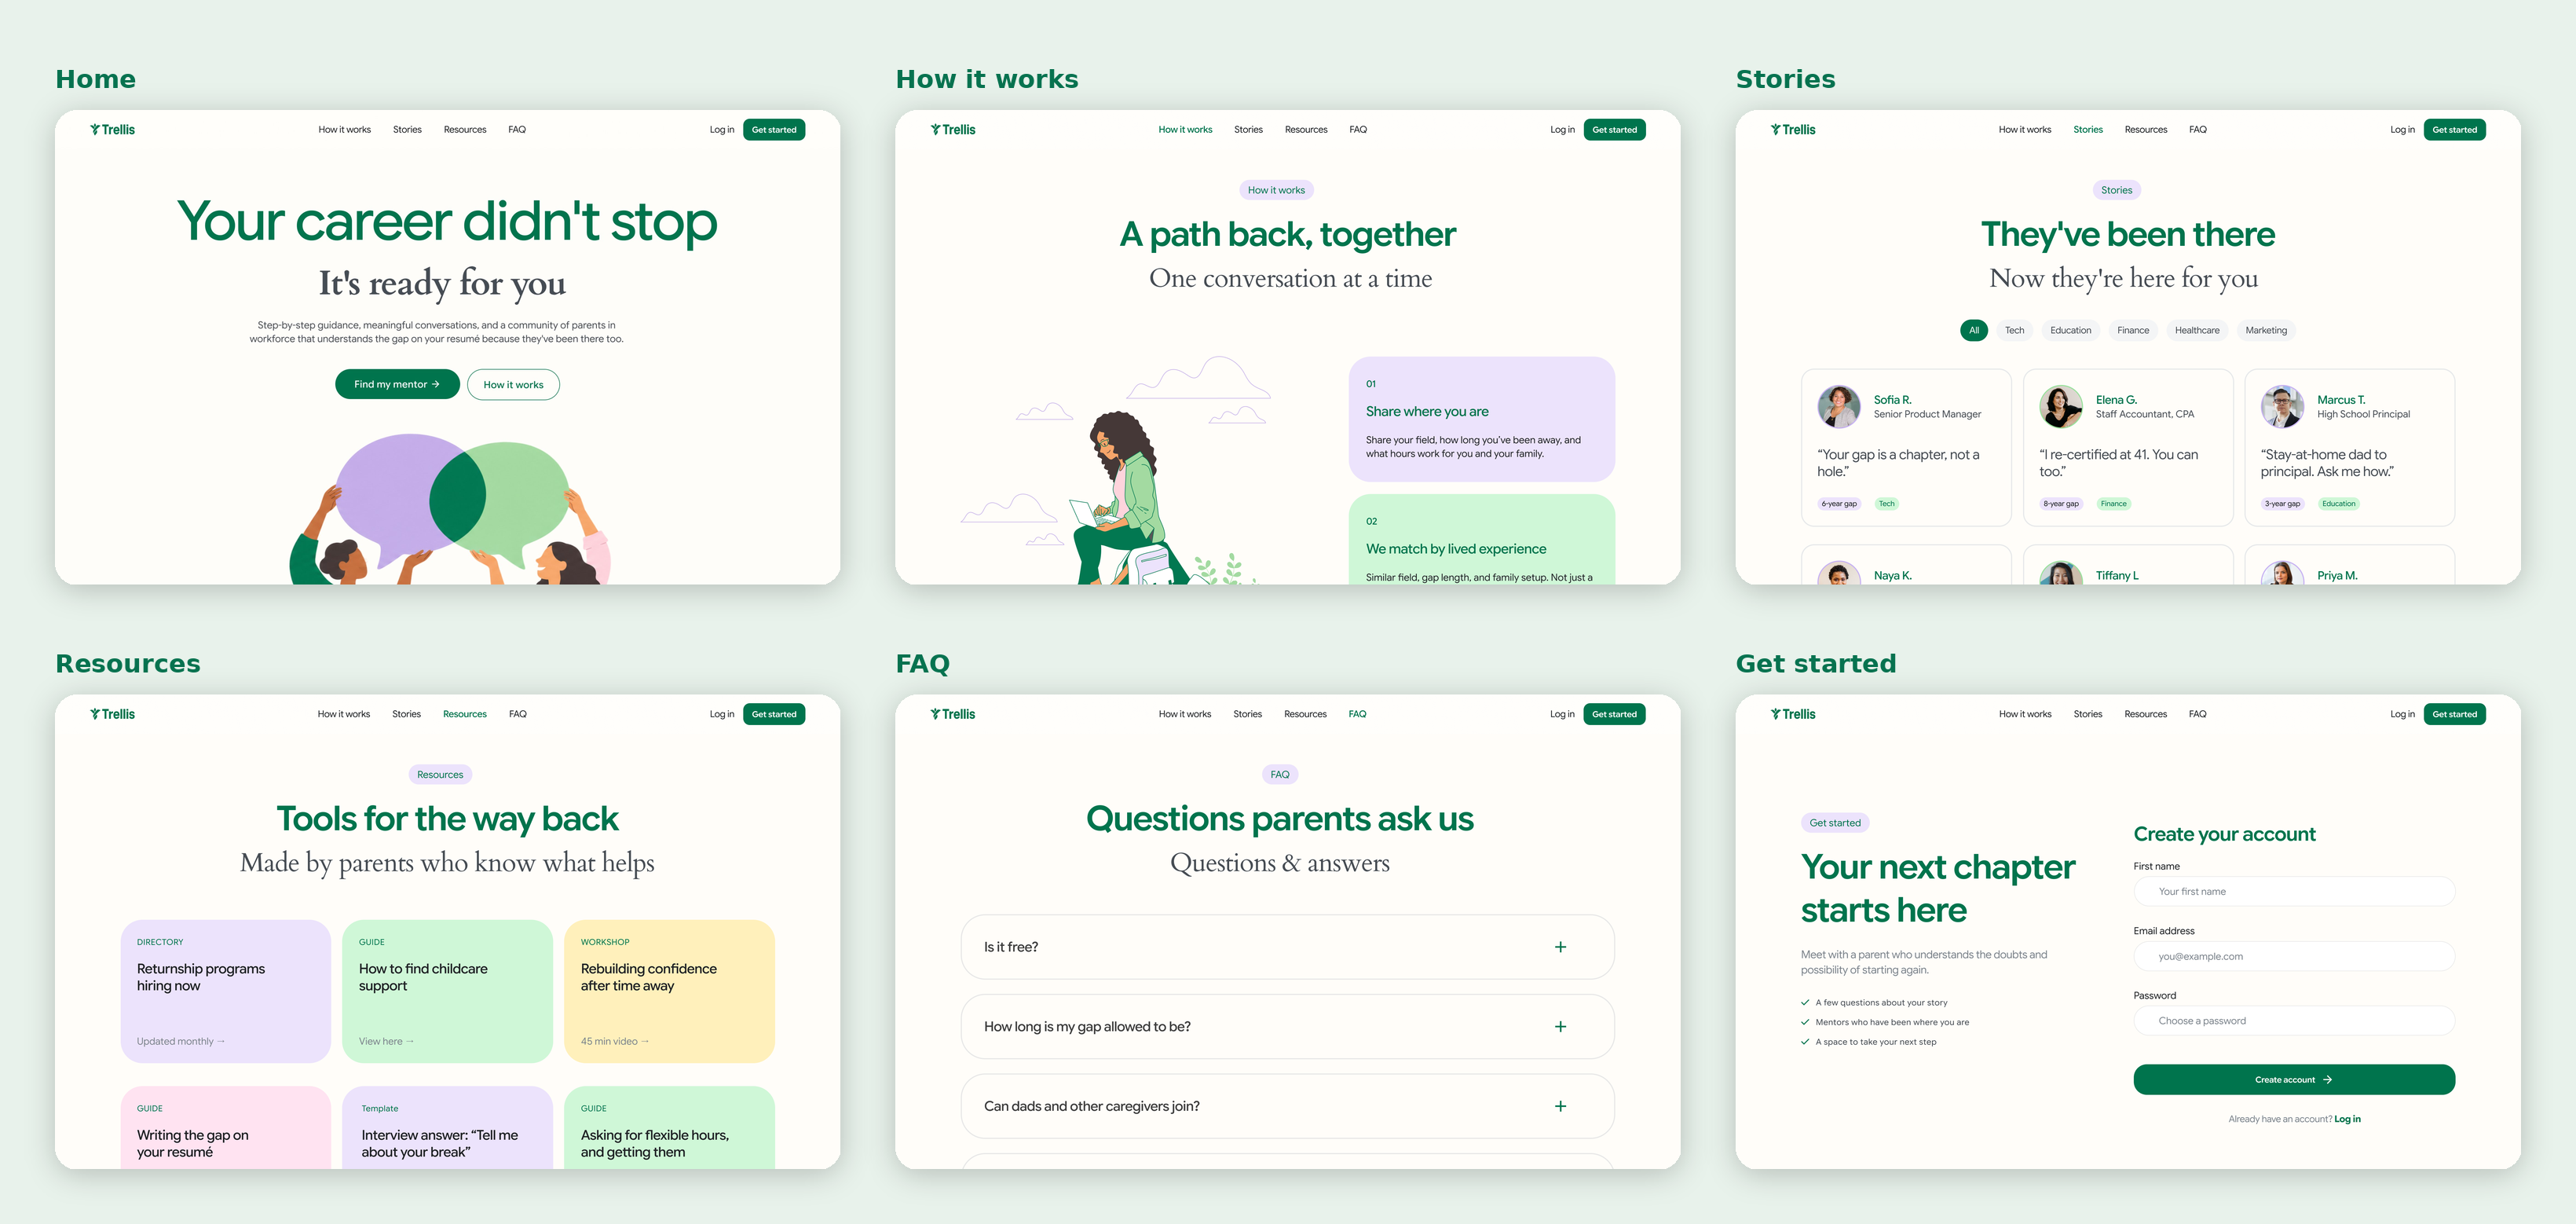 Home
Trellis
How it works
Stories
Resources
FAQ
Log in
Get started
Your career didn't stop
It's ready for you
Step-by-step guidance, meaningful conversations, and a community of parents in
workforce that understands the gap on your resumé because they've been there too.
Find my mentor →
How it works
How it works
Trellis
How it works
Stories
Resources
FAQ
Log in
Get started
How it works
A path back, together
One conversation at a time
01
Share where you are
Share your field, how long you've been away, and
what hours work for you and your family.
02
We match by lived experience
Similar field, gap length, and family setup. Not just a
Stories
Trellis
How it works
Stories
Resources
FAQ
Log in
Get started
Stories
They've been there
Now they're here for you
All
Tech
Education
Finance
Healthcare
Marketing
Sofia R.
Senior Product Manager
“Your gap is a chapter, not a
hole.”
6-year gap
Tech
Elena G.
Staff Accountant, CPA
“I re-certified at 41. You can
too.”
8-year gap
Finance
Marcus T.
High School Principal
“Stay-at-home dad to
principal. Ask me how.”
3-year gap
Education
Naya K.
Tiffany L
Priya M.
Resources
Trellis
How it works
Stories
Resources
FAQ
Log in
Get started
Resources
Tools for the way back
Made by parents who know what helps
DIRECTORY
Returnship programs
hiring now
Updated monthly →
GUIDE
How to find childcare
support
View here →
WORKSHOP
Rebuilding confidence
after time away
45 min video →
GUIDE
Writing the gap on
your resumé
Template
Interview answer: “Tell me
about your break”
GUIDE
Asking for flexible hours,
and getting them
FAQ
Trellis
How it works
Stories
Resources
FAQ
Log in
Get started
FAQ
Questions parents ask us
Questions & answers
Is it free?
How long is my gap allowed to be?
Can dads and other caregivers join?
Get started
Trellis
How it works
Stories
Resources
FAQ
Log in
Get started
Get started
Your next chapter
starts here
Meet with a parent who understands the doubts and
possibility of starting again.
A few questions about your story
Mentors who have been where you are
A space to take your next step
Create your account
First name
Your first name
Email address
you@example.com
Password
Choose a password
Create account →
Already have an account? Log in